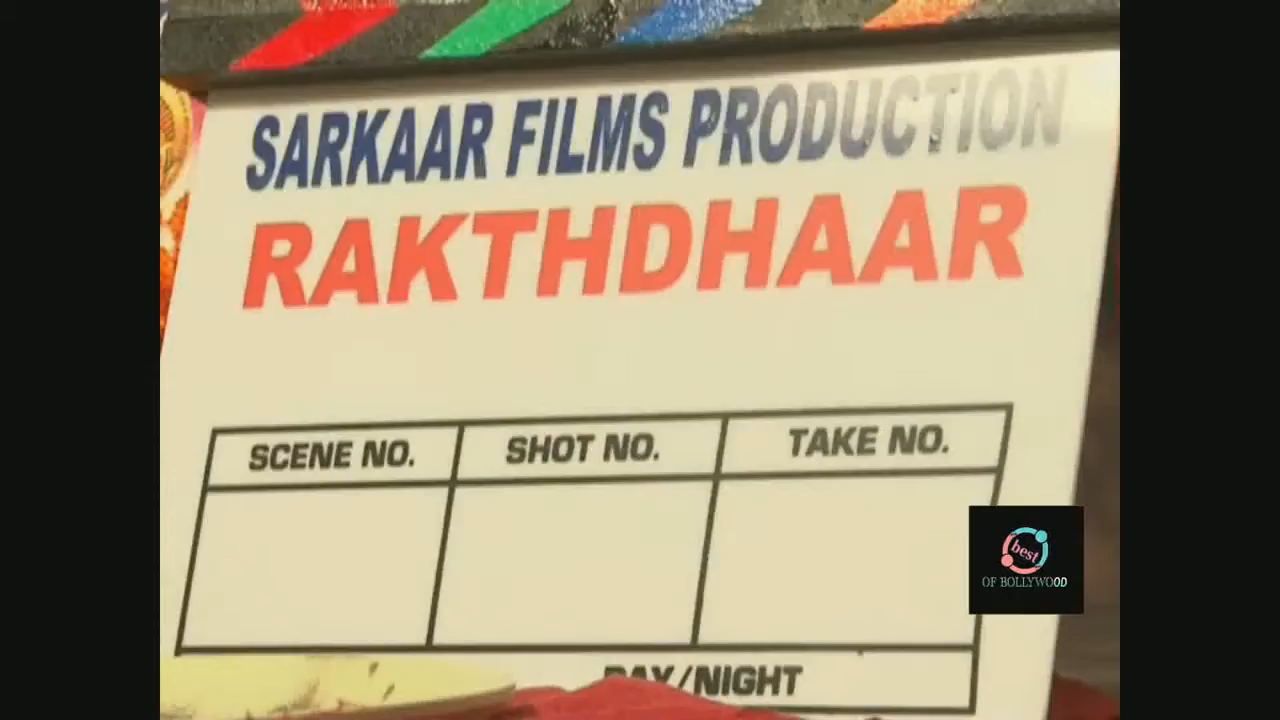 SARKAAR FILMS PRODUCTION
RAKTHDHAAR
SCENE NO. SHOT NO. TAKE NO.
DAY/NIGHT
best
OF BOLLYWOOD